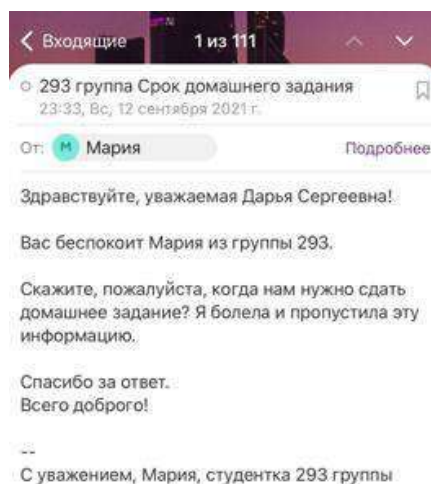 Входящие
1 из 111
293 группа Срок домашнего задания
23:33, Вс, 12 сентября 2021 г.
От: М Мария Подробнее
Здравствуйте, уважаемая Дарья Сергеевна!
Вас беспокоит Мария из группы 293.
Скажите, пожалуйста, когда нам нужно сдать
домашнее задание? Я болела и пропустила эту
информацию.
Спасибо за ответ.
Всего доброго!
--
С уважением, Мария, студентка 293 группы